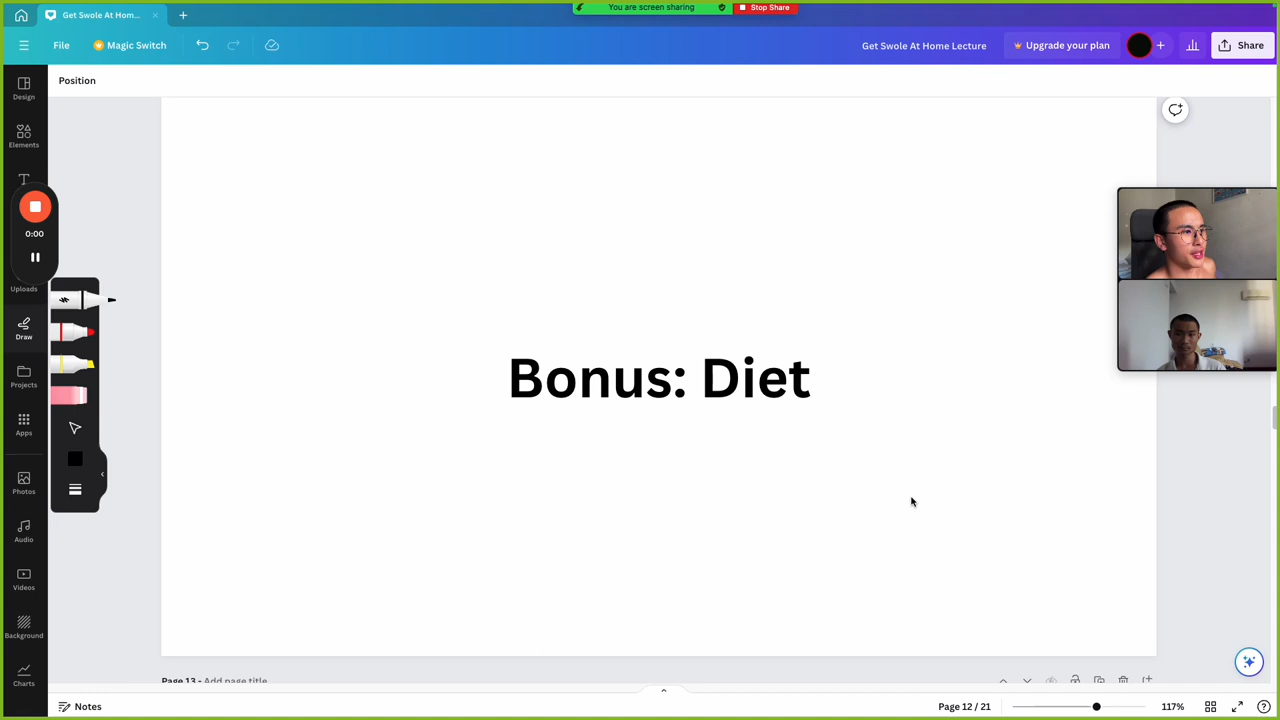 Get Swole At Home...
You are screen sharing
Stop Share
File
Magic Switch
Get Swole At Home Lecture
Upgrade your plan
Share
Position
Design
Elements
0:00
Uploads
Draw
Projects
Apps
Photos
Audio
Videos
Background
Charts
Bonus: Diet
Page 13 - Add page title
Notes
Page 12 / 21
117%